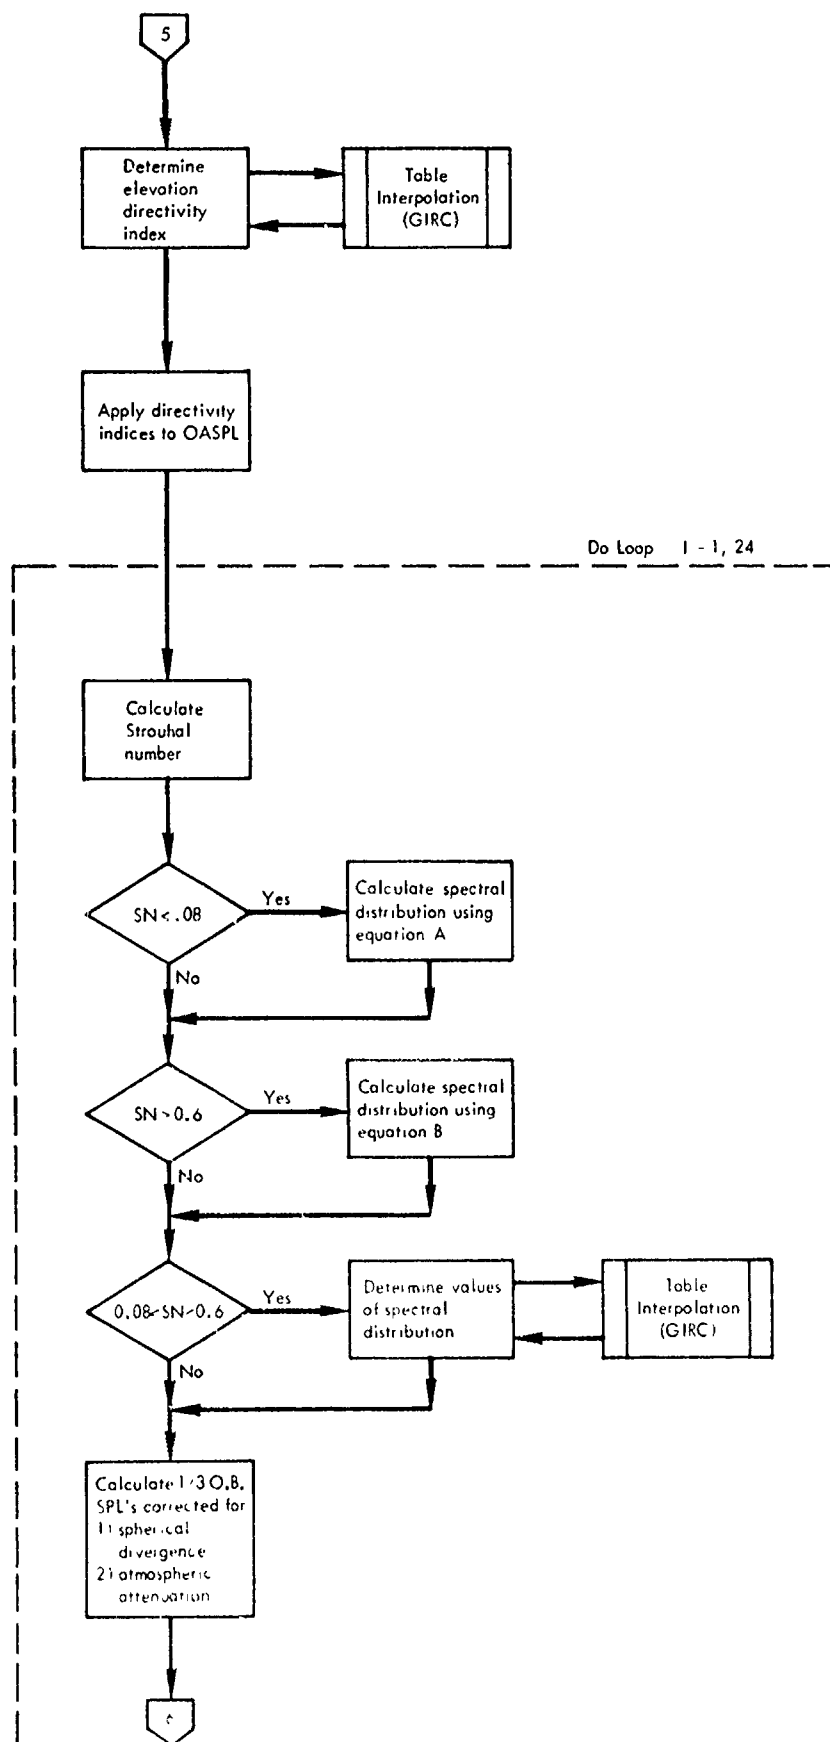 5
Determine
elevation
directivity
index
Table
Interpolation
(GIRC)
Apply directivity
indices to OASPL
Do Loop I - 1, 24
Calculate
Strouhal
number
SN < .08
Yes
Calculate spectral
distribution using
equation A
No
SN > 0.6
Yes
Calculate spectral
distribution using
equation B
No
0.08 SN 0.6
Yes
Determine values
of spectral
distribution
Table
Interpolation
(GIRC)
No
Calculate 1/3 O.B.
SPL's corrected for
1) spherical
divergence
2) atmospheric
attenuation